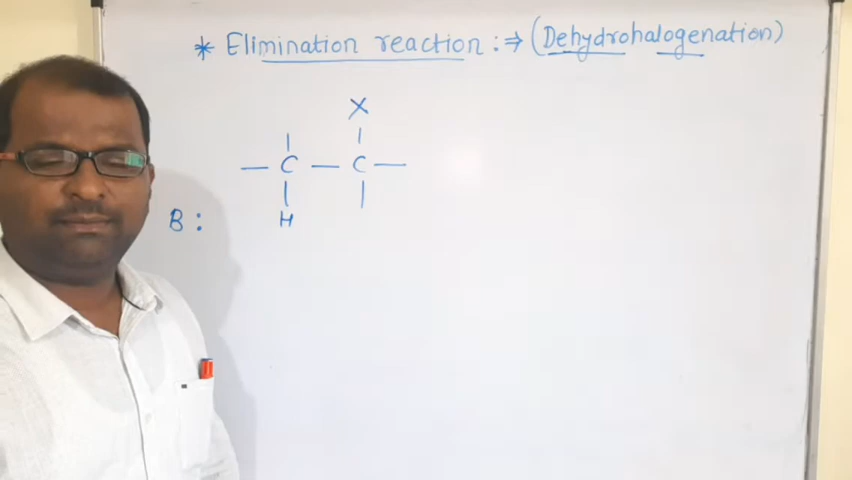 * Elimination reaction :⇒ (Dehydrohalogenation)
X
— C — C —
B : H